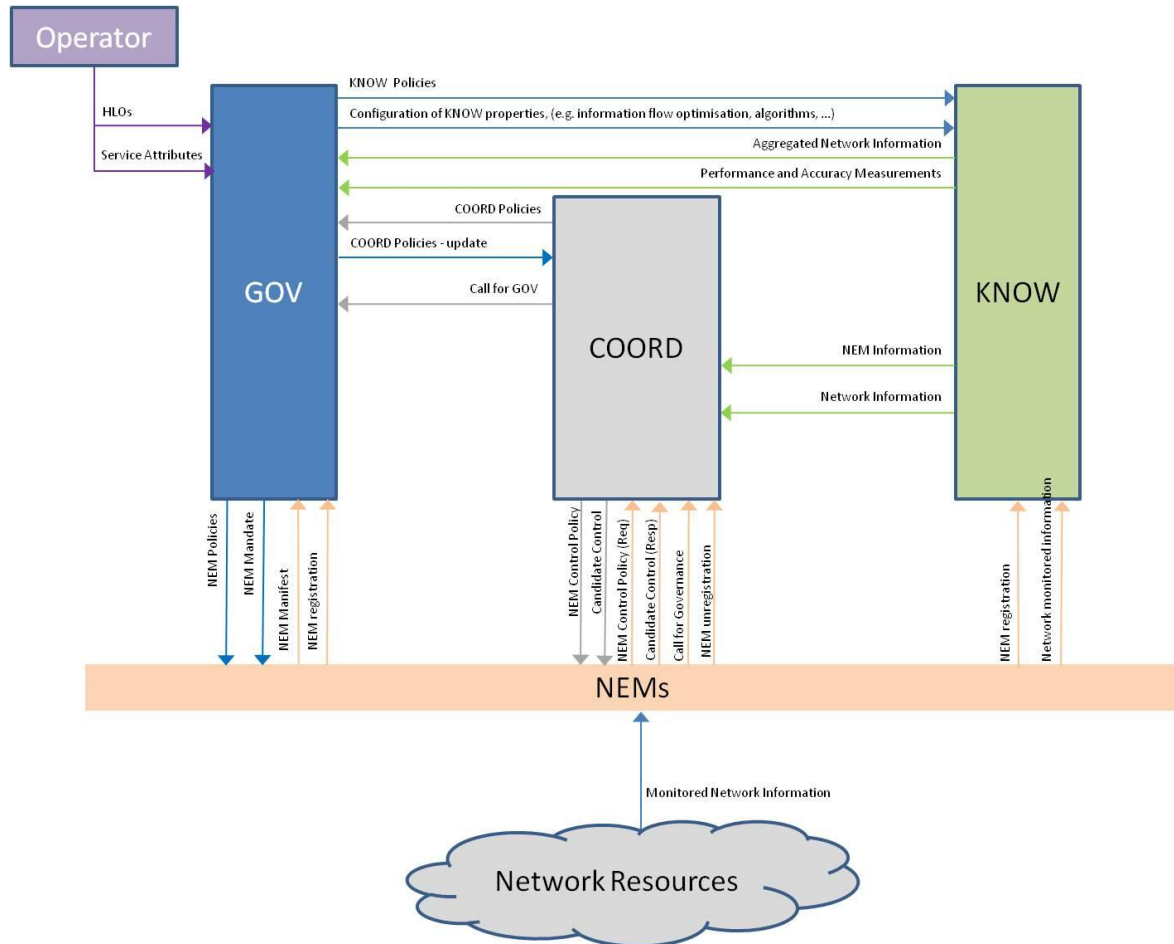 Operator
KNOW Policies
HLOs
Configuration of KNOW properties, (e.g. information flow optimisation, algorithms, ...)
Aggregated Network Information
Service Attributes
Performance and Accuracy Measurements
COORD Policies
COORD Policies - update
GOV
Call for GOV
KNOW
COORD
NEM Information
Network Information
NEM Policies
NEM Mandate
NEM Manifest
NEM registration
NEM Control Policy
Candidate Control
NEM Control Policy (Req)
Candidate Control (Resp)
Call for Governance
NEM unregistration
NEM registration
Network monitored information
NEMs
Monitored Network Information
Network Resources